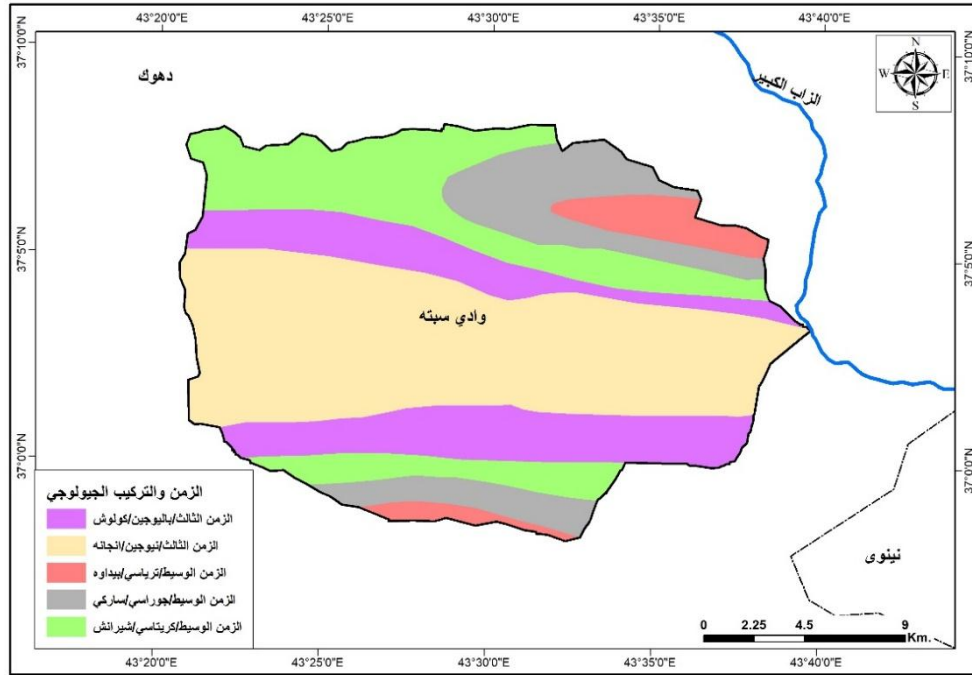 43°20'0"E 43°25'0"E 43°30'0"E 43°35'0"E 43°40'0"E
37°10'0"N
37°10'0"N
N
W E
S
دهوك
الزاب الكبير
37°5'0"N
37°5'0"N
وادي سبته
37°0'0"N
37°0'0"N
نينوى
الزمن والتركيب الجيولوجي
الزمن الثالث/باليوجين/كولوش
الزمن الثالث/نيوجين/انجانه
الزمن الوسيط/ترياسي/بيداوه
الزمن الوسيط/جوراسي/ساركي
الزمن الوسيط/كريتاسي/شيرانش
0 2.25 4.5 9
Km.
43°20'0"E 43°25'0"E 43°30'0"E 43°35'0"E 43°40'0"E